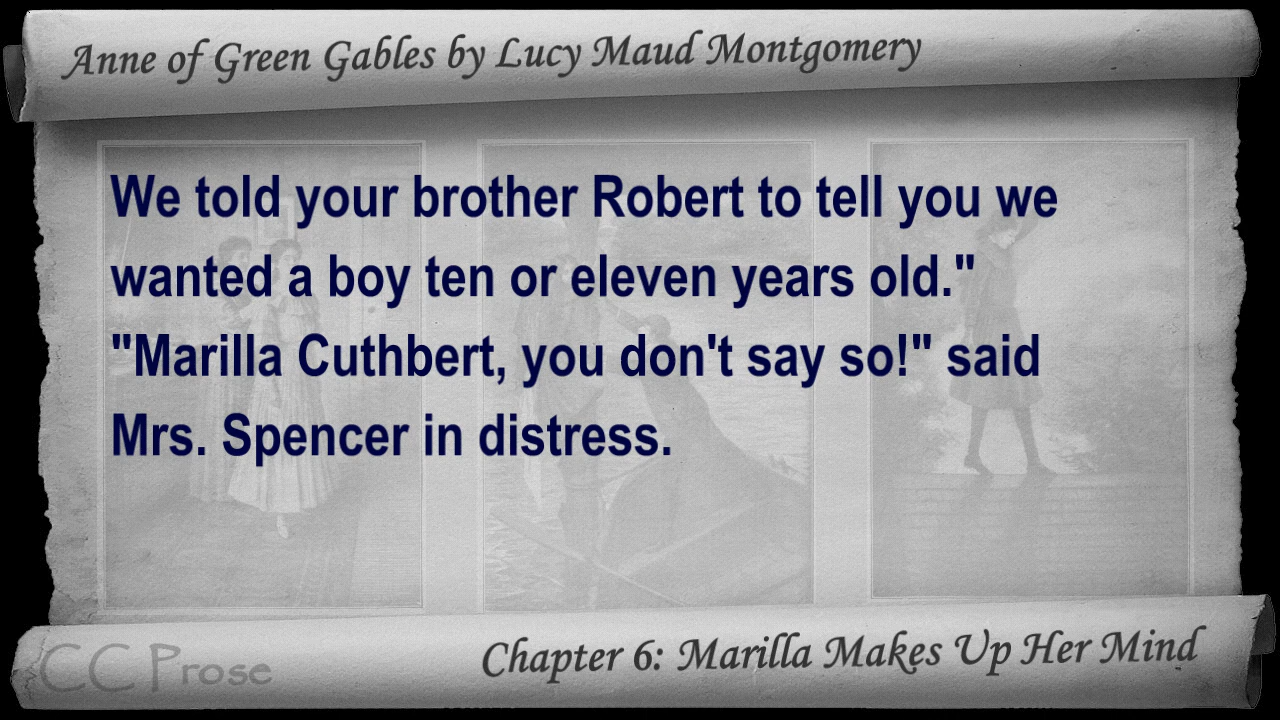 Anne of Green Gables by Lucy Maud Montgomery
We told your brother Robert to tell you we
wanted a boy ten or eleven years old."
"Marilla Cuthbert, you don't say so!" said
Mrs. Spencer in distress.
CC Prose
Chapter 6: Marilla Makes Up Her Mind